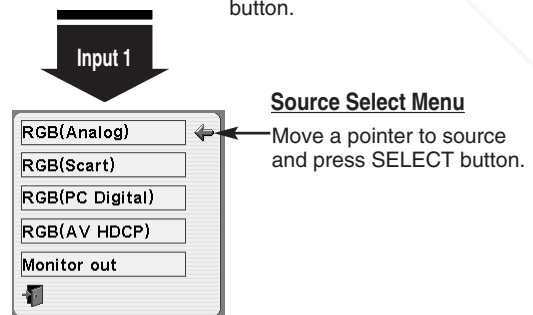 button.
Input 1
Source Select Menu
Move a pointer to source
and press SELECT button.
RGB(Analog)
RGB(Scart)
RGB(PC Digital)
RGB(AV HDCP)
Monitor out